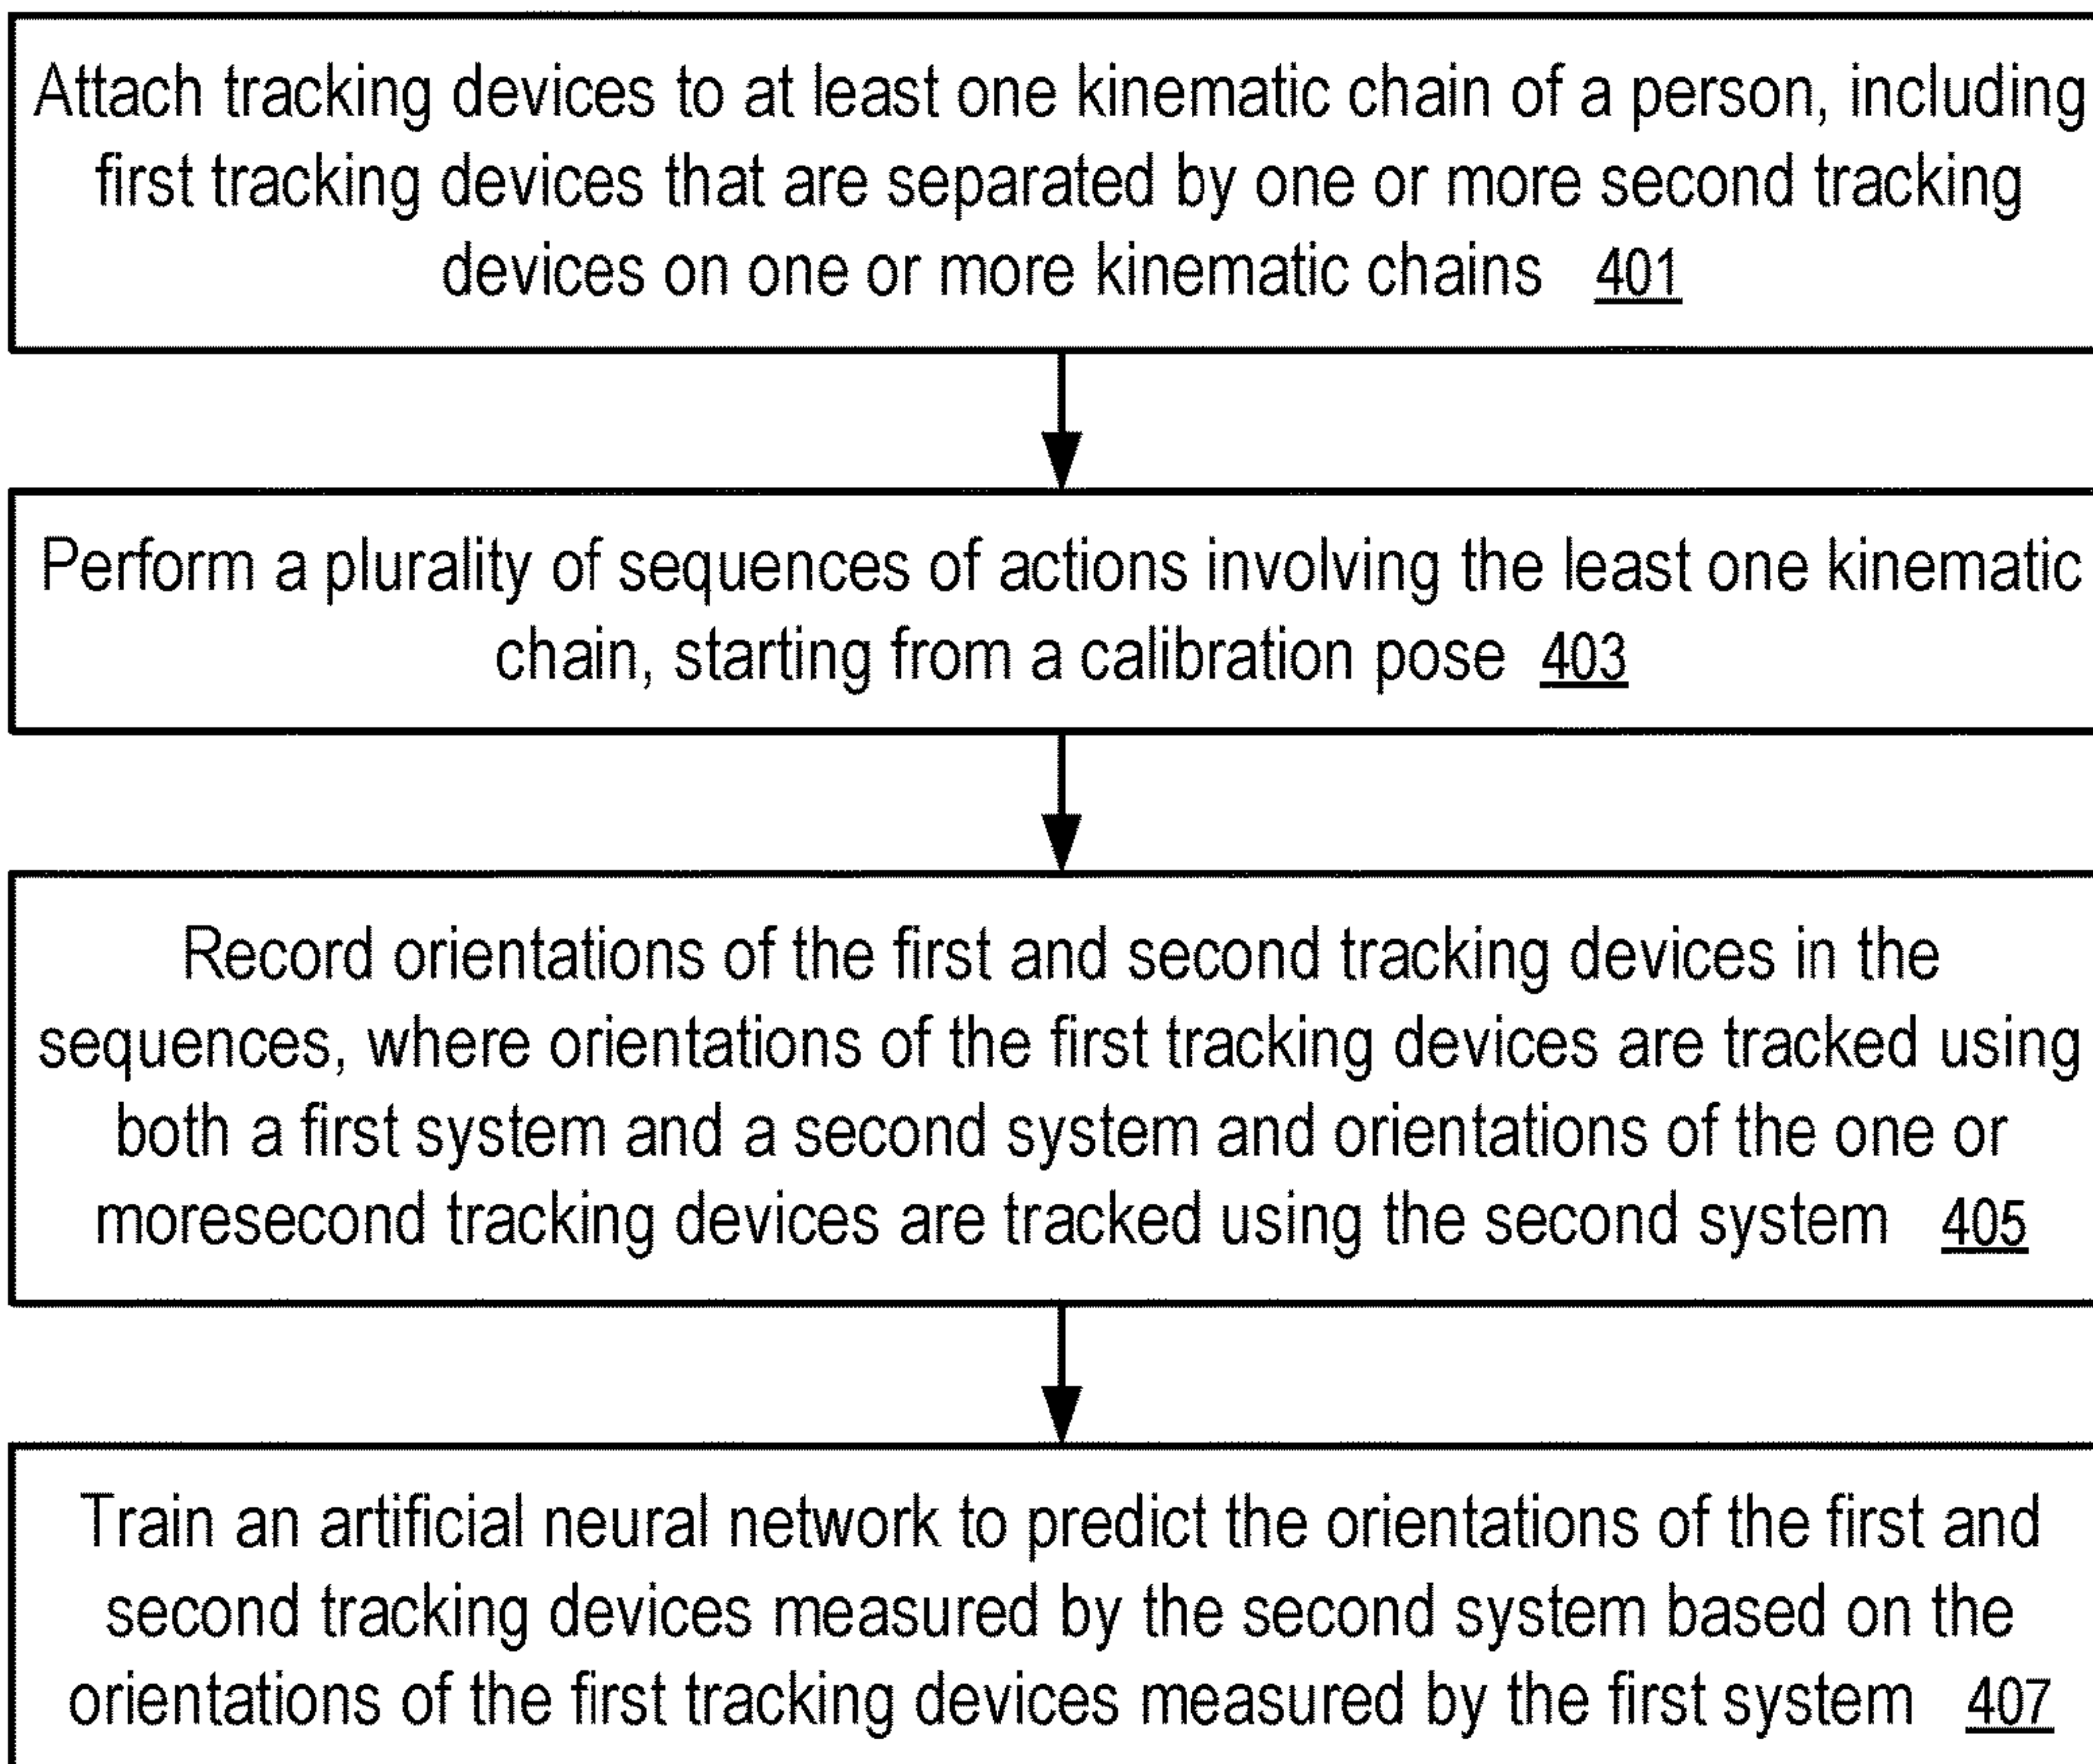 Attach tracking devices to at least one kinematic chain of a person, including
first tracking devices that are separated by one or more second tracking
devices on one or more kinematic chains 401
Perform a plurality of sequences of actions involving the least one kinematic
chain, starting from a calibration pose 403
Record orientations of the first and second tracking devices in the
sequences, where orientations of the first tracking devices are tracked using
both a first system and a second system and orientations of the one or
moresecond tracking devices are tracked using the second system 405
Train an artificial neural network to predict the orientations of the first and
second tracking devices measured by the second system based on the
orientations of the first tracking devices measured by the first system 407